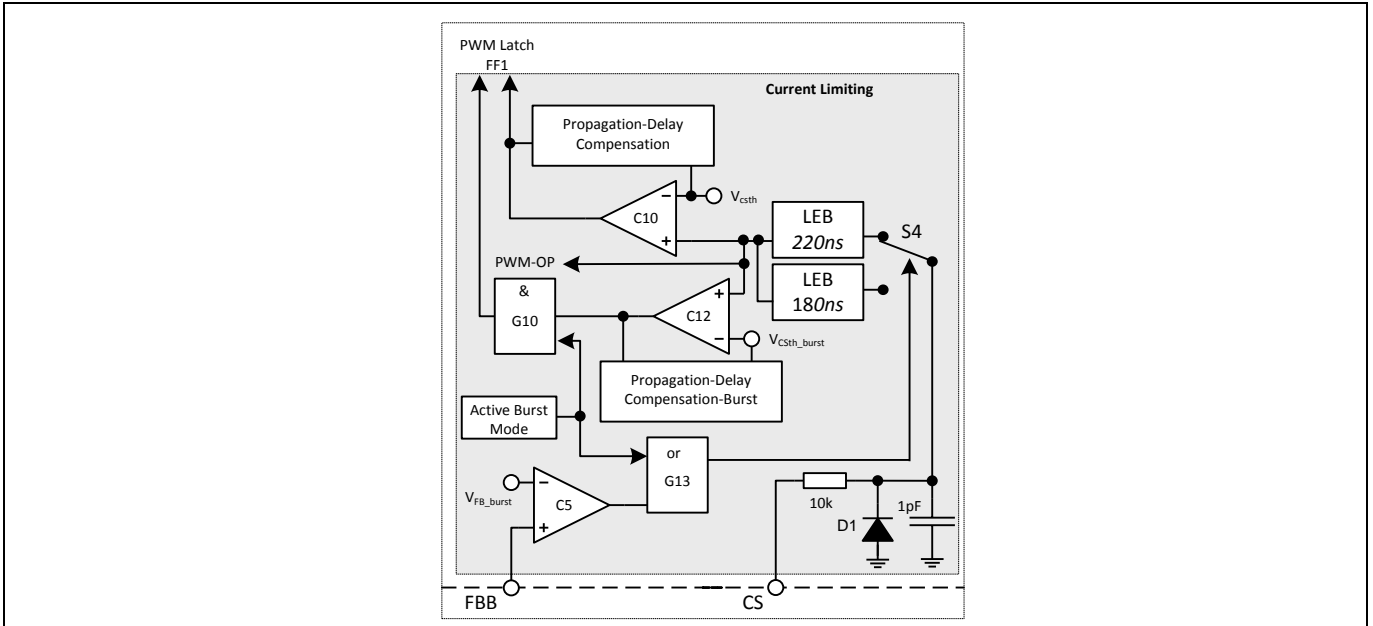 PWM Latch
FF1
Current Limiting
Propagation-Delay
Compensation
−
Vcsth
C10
+
LEB
220ns
S4
PWM-OP
LEB
180ns
&
G10
+
C12
−
VCSth_burst
Propagation-Delay
Compensation-Burst
Active Burst
Mode
or
G13
VFB_burst
−
C5
+
10k
1pF
D1
FBB
CS